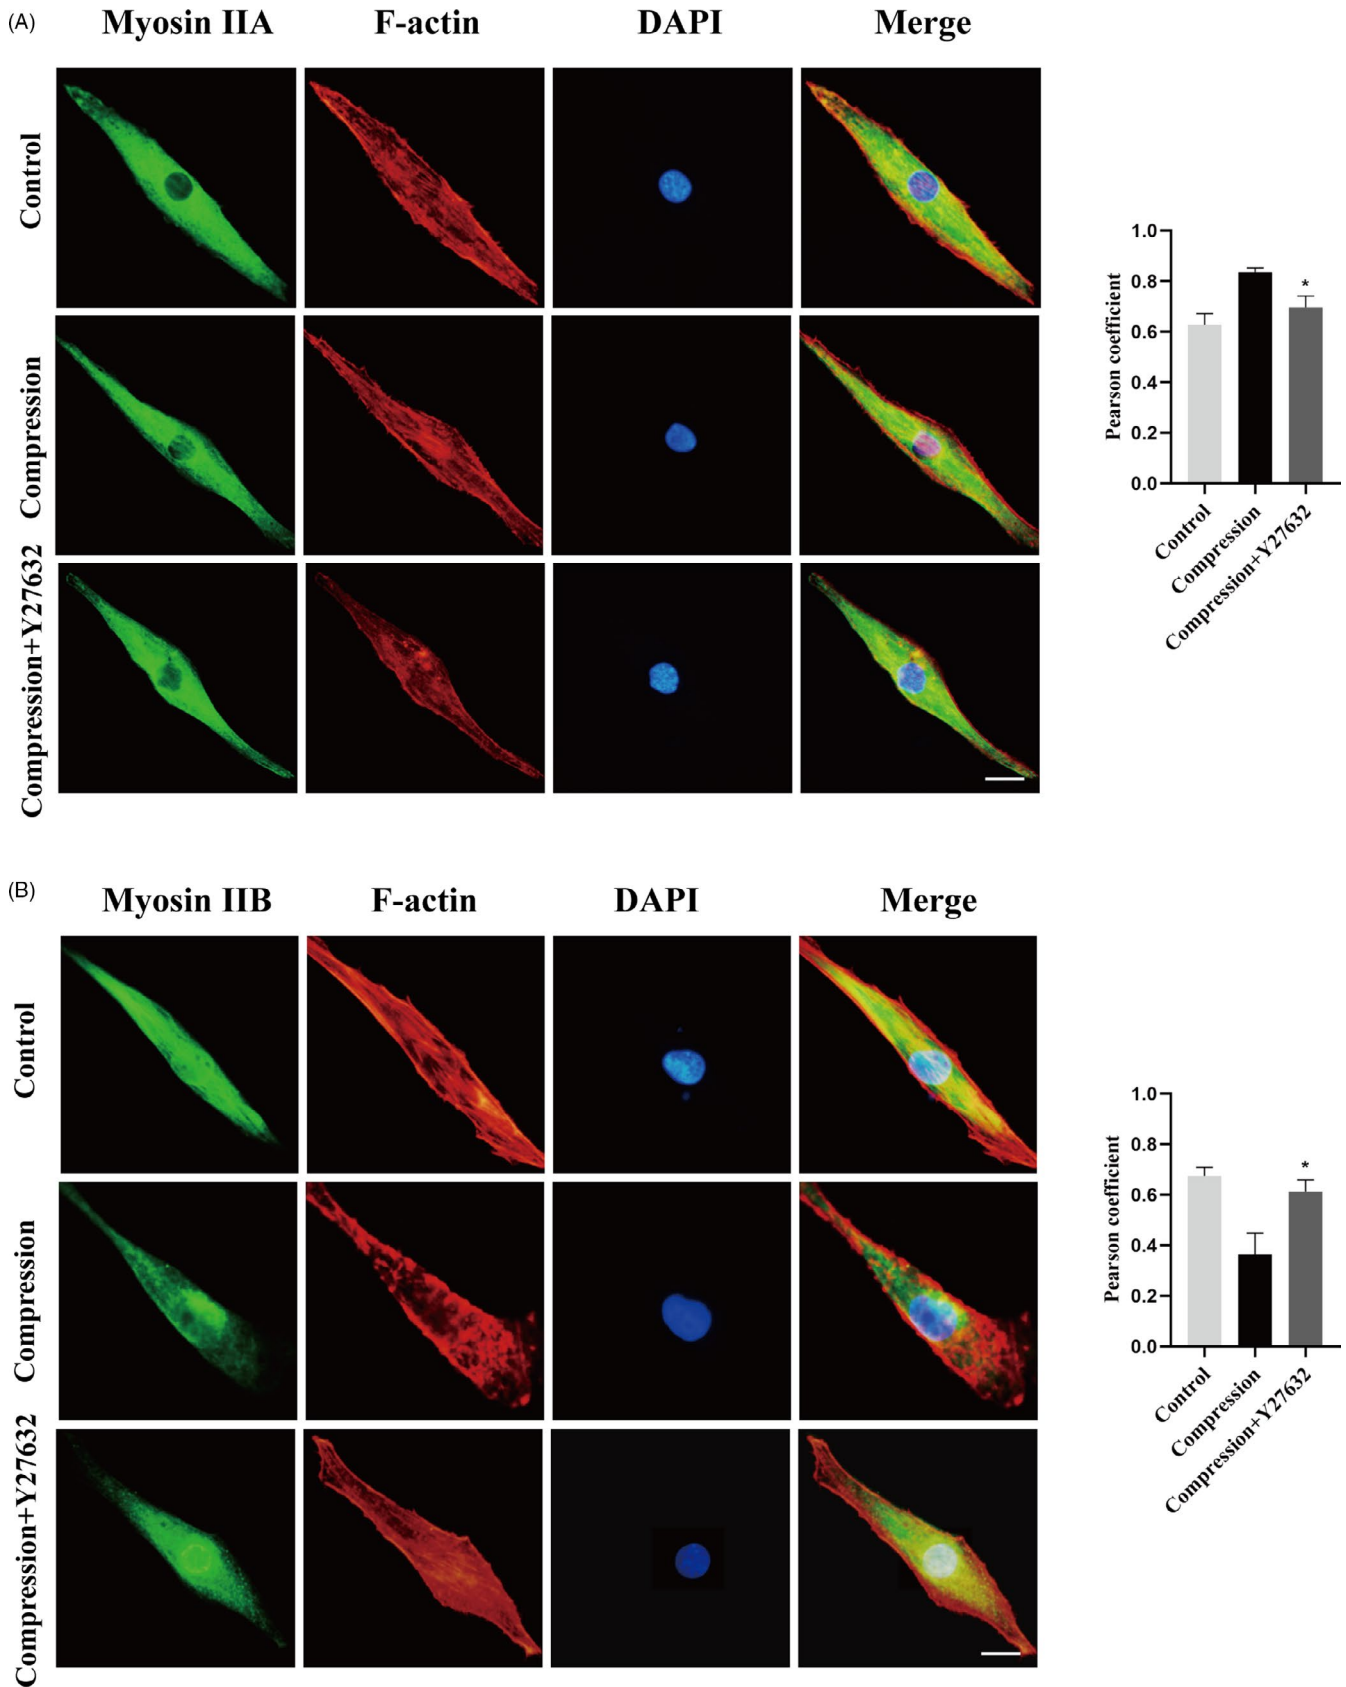 (A)
Myosin IIA F-actin DAPI Merge
Control
Compression
Compression+Y27632
1.0
0.8
0.6
0.4
0.2
0.0
Pearson coefficient
*
Control
Compression
Compression+Y27632
(B)
Myosin IIB F-actin DAPI Merge
Control
Compression
Compression+Y27632
1.0
0.8
0.6
0.4
0.2
0.0
Pearson coefficient
*
Control
Compression
Compression+Y27632